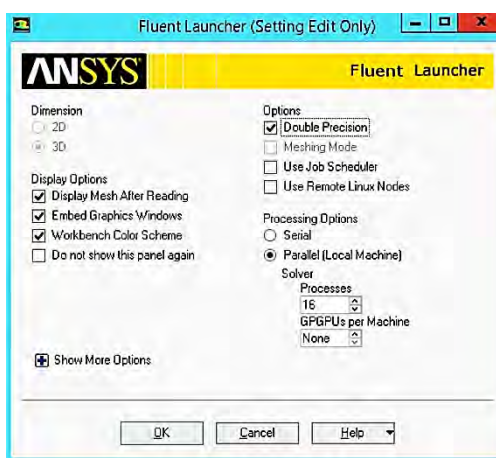 Fluent Launcher (Setting Edit Only)
ANSYS
Fluent Launcher
Dimension
2D
3D
Display Options
Display Mesh After Reading
Embed Graphics Windows
Workbench Color Scheme
Do not show this panel again
Show More Options
Options
Double Precision
Meshing Mode
Use Job Scheduler
Use Remote Linux Nodes
Processing Options
Serial
Parallel (Local Machine)
Solver
Processes
16
GPGPUs per Machine
None
OK
Cancel
Help